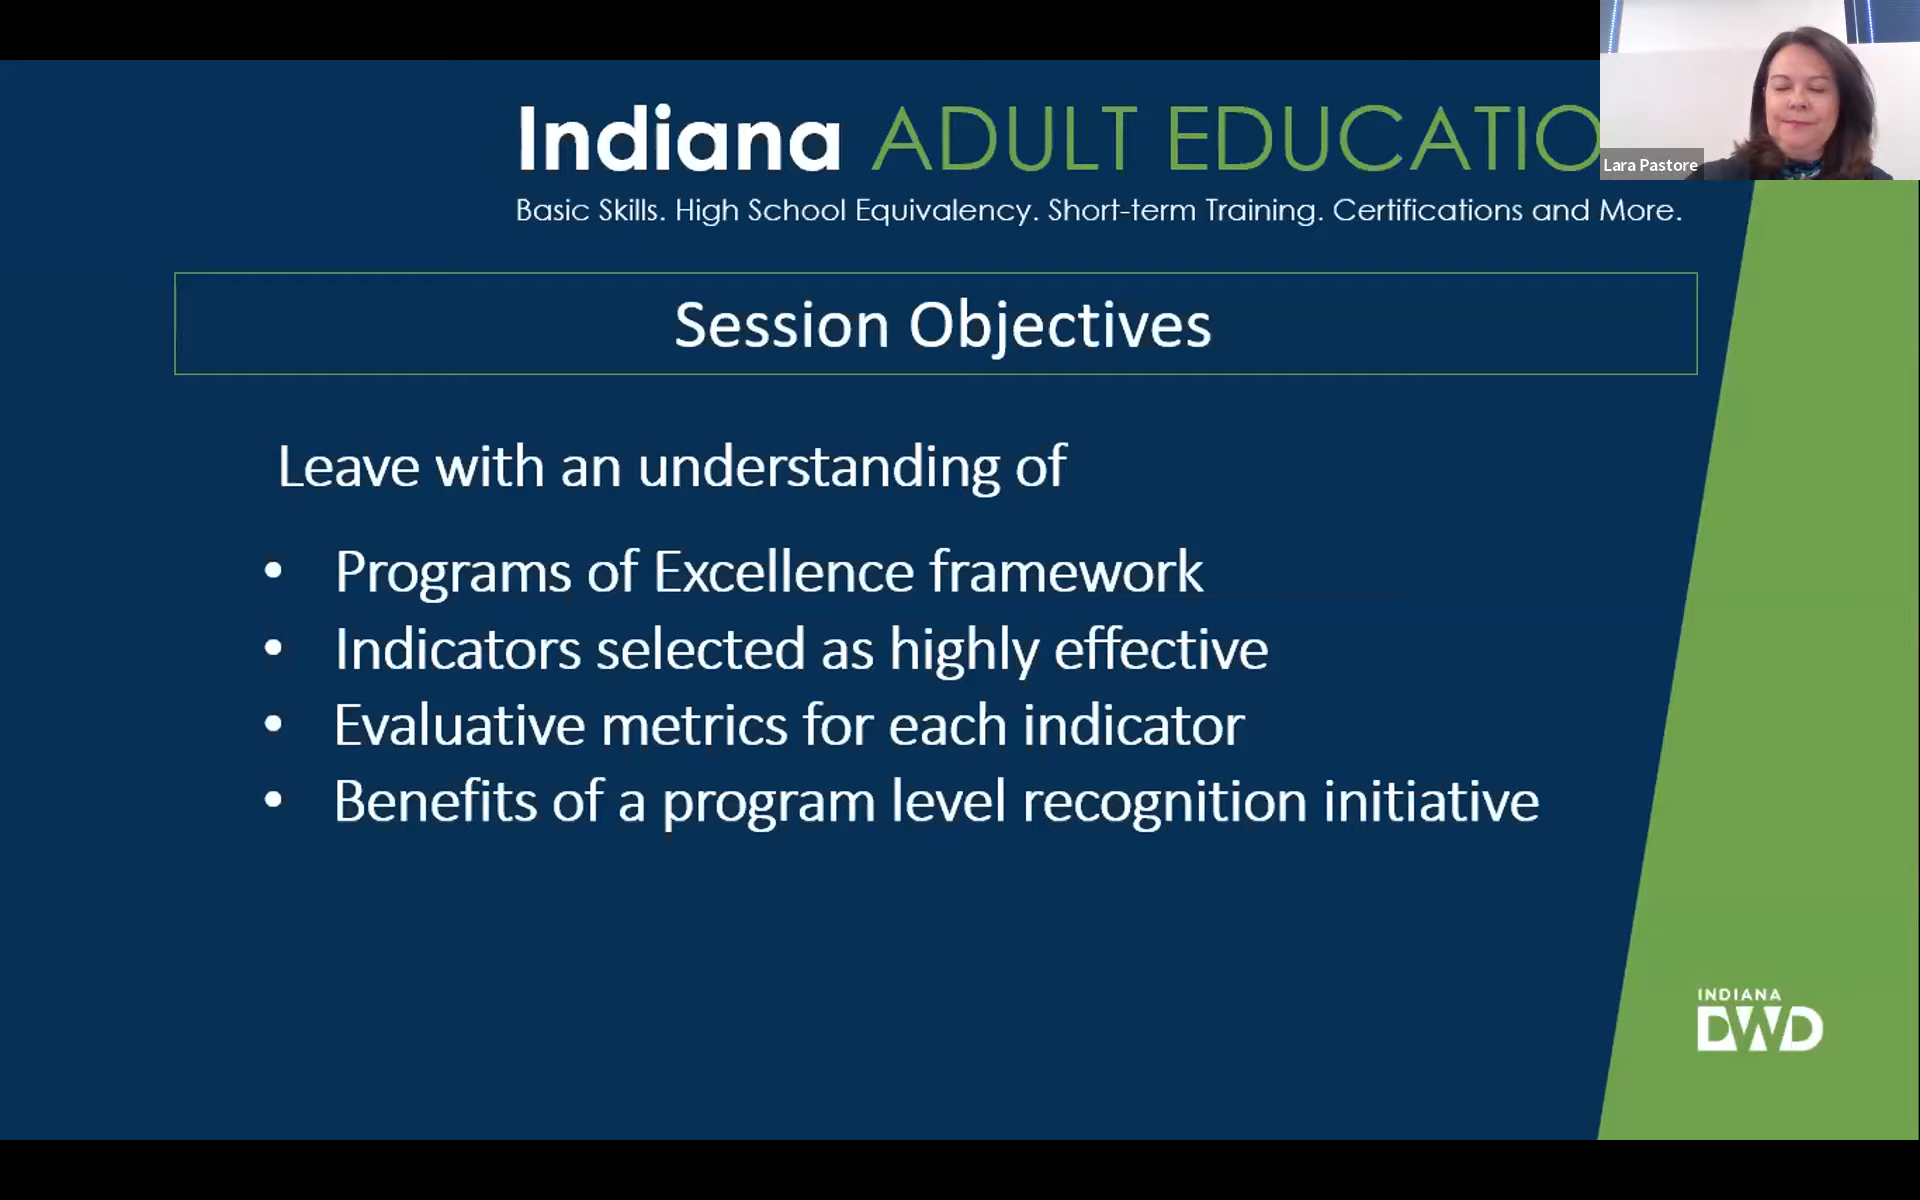 Indiana ADULT EDUCATIO
Basic Skills. High School Equivalency. Short-term Training. Certifications and More.
Lara Pastore
Session Objectives
Leave with an understanding of
• Programs of Excellence framework
• Indicators selected as highly effective
• Evaluative metrics for each indicator
• Benefits of a program level recognition initiative
INDIANA
DWD